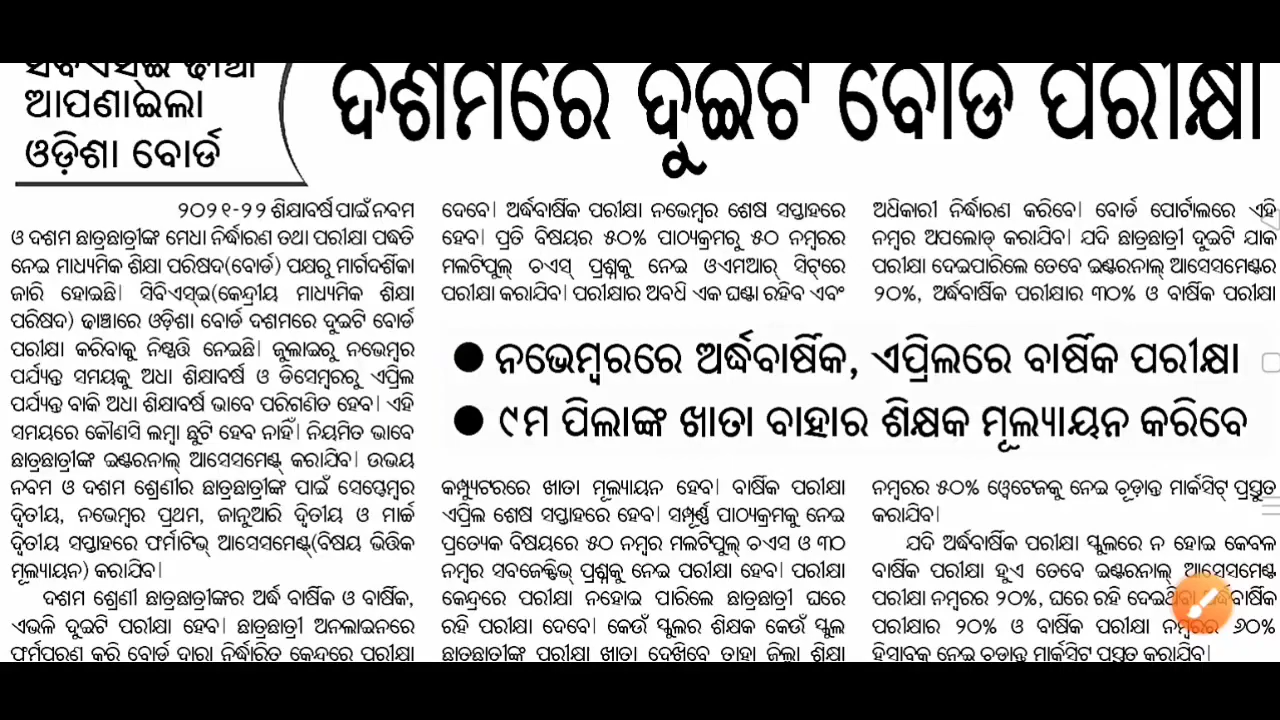 ସିବିଏସ୍ଇ ଢାଞ୍ଚା
ଆପଣାଇଲା
ଓଡ଼ିଶା ବୋର୍ଡ
ଦଶମରେ ଦୁଇଟି ବୋର୍ଡ ପରୀକ୍ଷା
୨୦୨୧-୨୨ ଶିକ୍ଷାବର୍ଷ ପାଇଁ ନବମ
ଓ ଦଶମ ଛାତ୍ରଛାତ୍ରୀଙ୍କ ମେଧା ନିର୍ଦ୍ଧାରଣ ତଥା ପରୀକ୍ଷା ପଦ୍ଧତି
ନେଇ ମାଧ୍ୟମିକ ଶିକ୍ଷା ପରିଷଦ(ବୋର୍ଡ) ପକ୍ଷରୁ ମାର୍ଗଦର୍ଶିକା
ଜାରି ହୋଇଛି। ସିବିଏସ୍ଇ(କେନ୍ଦ୍ରୀୟ ମାଧ୍ୟମିକ ଶିକ୍ଷା
ପରିଷଦ) ଢାଞ୍ଚାରେ ଓଡ଼ିଶା ବୋର୍ଡ ଦଶମରେ ଦୁଇଟି ବୋର୍ଡ
ପରୀକ୍ଷା କରିବାକୁ ନିଷ୍ପତ୍ତି ନେଇଛି। ଜୁଲାଇରୁ ନଭେମ୍ବର
ପର୍ଯ୍ୟନ୍ତ ସମୟକୁ ଅଧା ଶିକ୍ଷାବର୍ଷ ଓ ଡିସେମ୍ବରରୁ ଏପ୍ରିଲ
ପର୍ଯ୍ୟନ୍ତ ବାକି ଅଧା ଶିକ୍ଷାବର୍ଷ ଭାବେ ପରିଗଣିତ ହେବ। ଏହି
ସମୟରେ କୌଣସି ଲମ୍ବା ଛୁଟି ହେବ ନାହିଁ। ନିୟମିତ ଭାବେ
ଛାତ୍ରଛାତ୍ରୀଙ୍କ ଇଣ୍ଟରନାଲ୍ ଆସେସମେଣ୍ଟ୍ କରାଯିବ। ଉଭୟ
ନବମ ଓ ଦଶମ ଶ୍ରେଣୀର ଛାତ୍ରଛାତ୍ରୀଙ୍କ ପାଇଁ ସେପ୍ଟେମ୍ବର
ଦ୍ୱିତୀୟ, ନଭେମ୍ବର ପ୍ରଥମ, ଜାନୁଆରି ଦ୍ୱିତୀୟ ଓ ମାର୍ଚ୍ଚ
ଦ୍ୱିତୀୟ ସପ୍ତାହରେ ଫର୍ମାଟିଭ୍ ଆସେସମେଣ୍ଟ୍(ବିଷୟ ଭିତ୍ତିକ
ମୂଲ୍ୟାୟନ) କରାଯିବ।
ଦଶମ ଶ୍ରେଣୀ ଛାତ୍ରଛାତ୍ରୀଙ୍କର ଅର୍ଦ୍ଧ ବାର୍ଷିକ ଓ ବାର୍ଷିକ,
ଏଭଳି ଦୁଇଟି ପରୀକ୍ଷା ହେବ। ଛାତ୍ରଛାତ୍ରୀ ଅନଲାଇନରେ
ଫର୍ମପୂରଣ କରି ବୋର୍ଡ ଦ୍ୱାରା ନିର୍ଦ୍ଧାରିତ କେନ୍ଦ୍ରରେ ପରୀକ୍ଷା
ଦେବେ। ଅର୍ଦ୍ଧବାର୍ଷିକ ପରୀକ୍ଷା ନଭେମ୍ବର ଶେଷ ସପ୍ତାହରେ
ହେବ। ପ୍ରତି ବିଷୟର ୫୦% ପାଠ୍ୟକ୍ରମରୁ ୫୦ ନମ୍ବରର
ମଲଟିପୁଲ୍ ଚଏସ୍ ପ୍ରଶ୍ନକୁ ନେଇ ଓଏମଆର୍ ସିଟ୍‌ରେ
ପରୀକ୍ଷା କରାଯିବ। ପରୀକ୍ଷାର ଅବଧି ଏକ ଘଣ୍ଟା ରହିବ ଏବଂ
ଅଧିକାରୀ ନିର୍ଦ୍ଧାରଣ କରିବେ। ବୋର୍ଡ ପୋର୍ଟାଲରେ ଏହି
ନମ୍ବର ଅପଲୋଡ୍ କରାଯିବ। ଯଦି ଛାତ୍ରଛାତ୍ରୀ ଦୁଇଟି ଯାକ
ପରୀକ୍ଷା ଦେଇପାରିଲେ ତେବେ ଇଣ୍ଟରନାଲ୍ ଆସେସମେଣ୍ଟର
୨୦%, ଅର୍ଦ୍ଧବାର୍ଷିକ ପରୀକ୍ଷାର ୩୦% ଓ ବାର୍ଷିକ ପରୀକ୍ଷା
● ନଭେମ୍ବରରେ ଅର୍ଦ୍ଧବାର୍ଷିକ, ଏପ୍ରିଲରେ ବାର୍ଷିକ ପରୀକ୍ଷା
● ୯ମ ପିଲାଙ୍କ ଖାତା ବାହାର ଶିକ୍ଷକ ମୂଲ୍ୟାୟନ କରିବେ
କମ୍ପ୍ୟୁଟରରେ ଖାତା ମୂଲ୍ୟାୟନ ହେବ। ବାର୍ଷିକ ପରୀକ୍ଷା
ଏପ୍ରିଲ ଶେଷ ସପ୍ତାହରେ ହେବ। ସମ୍ପୂର୍ଣ୍ଣ ପାଠ୍ୟକ୍ରମକୁ ନେଇ
ପ୍ରତ୍ୟେକ ବିଷୟରେ ୫୦ ନମ୍ବର ମଲଟିପୁଲ୍ ଚଏସ ଓ ୩୦
ନମ୍ବର ସବଜେକ୍ଟିଭ୍ ପ୍ରଶ୍ନକୁ ନେଇ ପରୀକ୍ଷା ହେବ। ପରୀକ୍ଷା
କେନ୍ଦ୍ରରେ ପରୀକ୍ଷା ନହୋଇ ପାରିଲେ ଛାତ୍ରଛାତ୍ରୀ ଘରେ
ରହି ପରୀକ୍ଷା ଦେବେ। କେଉଁ ସ୍କୁଲର ଶିକ୍ଷକ କେଉଁ ସ୍କୁଲ
ଛାତ୍ରଛାତ୍ରୀଙ୍କ ପରୀକ୍ଷା ଖାତା ଦେଖିବେ ତାହା ଜିଲ୍ଲା ଶିକ୍ଷା
ନମ୍ବରର ୫୦% ୱେଟେଜକୁ ନେଇ ଚୂଡ଼ାନ୍ତ ମାର୍କସିଟ୍ ପ୍ରସ୍ତୁତ
କରାଯିବ।
ଯଦି ଅର୍ଦ୍ଧବାର୍ଷିକ ପରୀକ୍ଷା ସ୍କୁଲରେ ନ ହୋଇ କେବଳ
ବାର୍ଷିକ ପରୀକ୍ଷା ହୁଏ ତେବେ ଇଣ୍ଟରନାଲ୍ ଆସେସମେଣ୍ଟ
ପରୀକ୍ଷା ନମ୍ବରର ୨୦%, ଘରେ ରହି ଦେଇଥିବା ଅର୍ଦ୍ଧବାର୍ଷିକ
ପରୀକ୍ଷାର ୨୦% ଓ ବାର୍ଷିକ ପରୀକ୍ଷା ନମ୍ବରର ୬୦%
ହିସାବକୁ ନେଇ ଚୂଡ଼ାନ୍ତ ମାର୍କସିଟ୍ ପ୍ରସ୍ତୁତ କରାଯିବ।